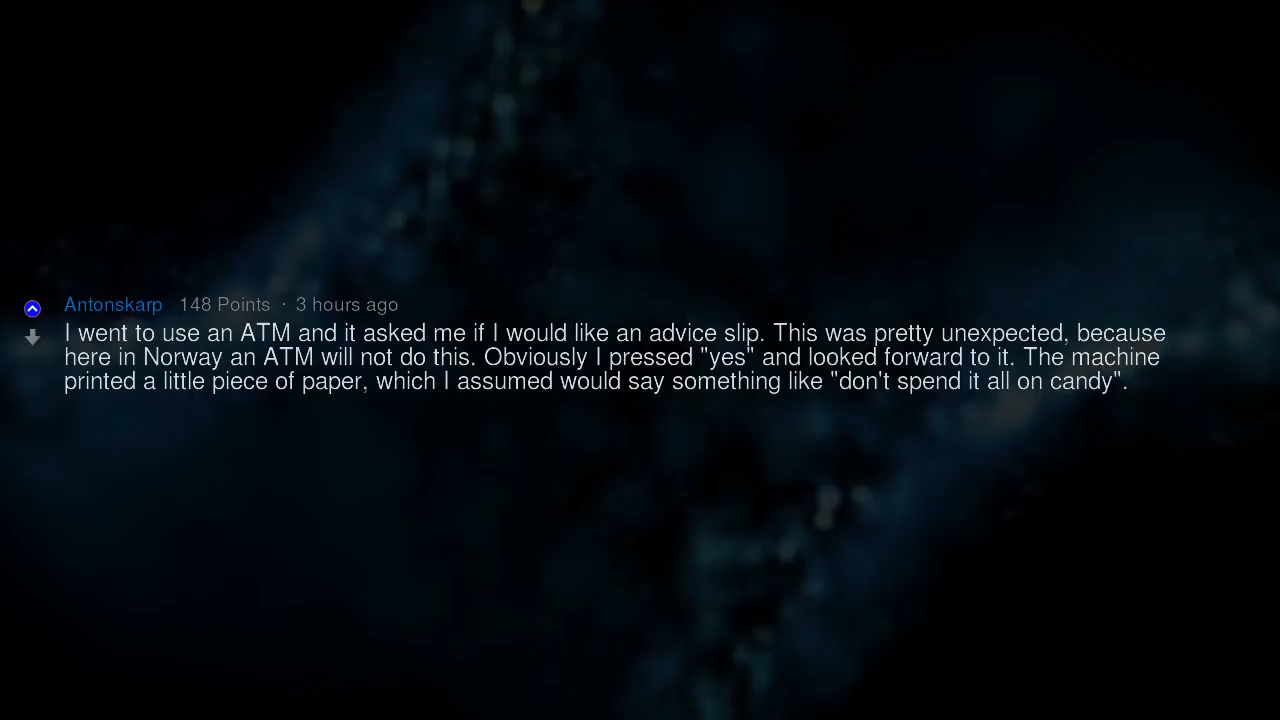 Antonskarp 148 Points · 3 hours ago
I went to use an ATM and it asked me if I would like an advice slip. This was pretty unexpected, because
here in Norway an ATM will not do this. Obviously I pressed "yes" and looked forward to it. The machine
printed a little piece of paper, which I assumed would say something like "don't spend it all on candy".